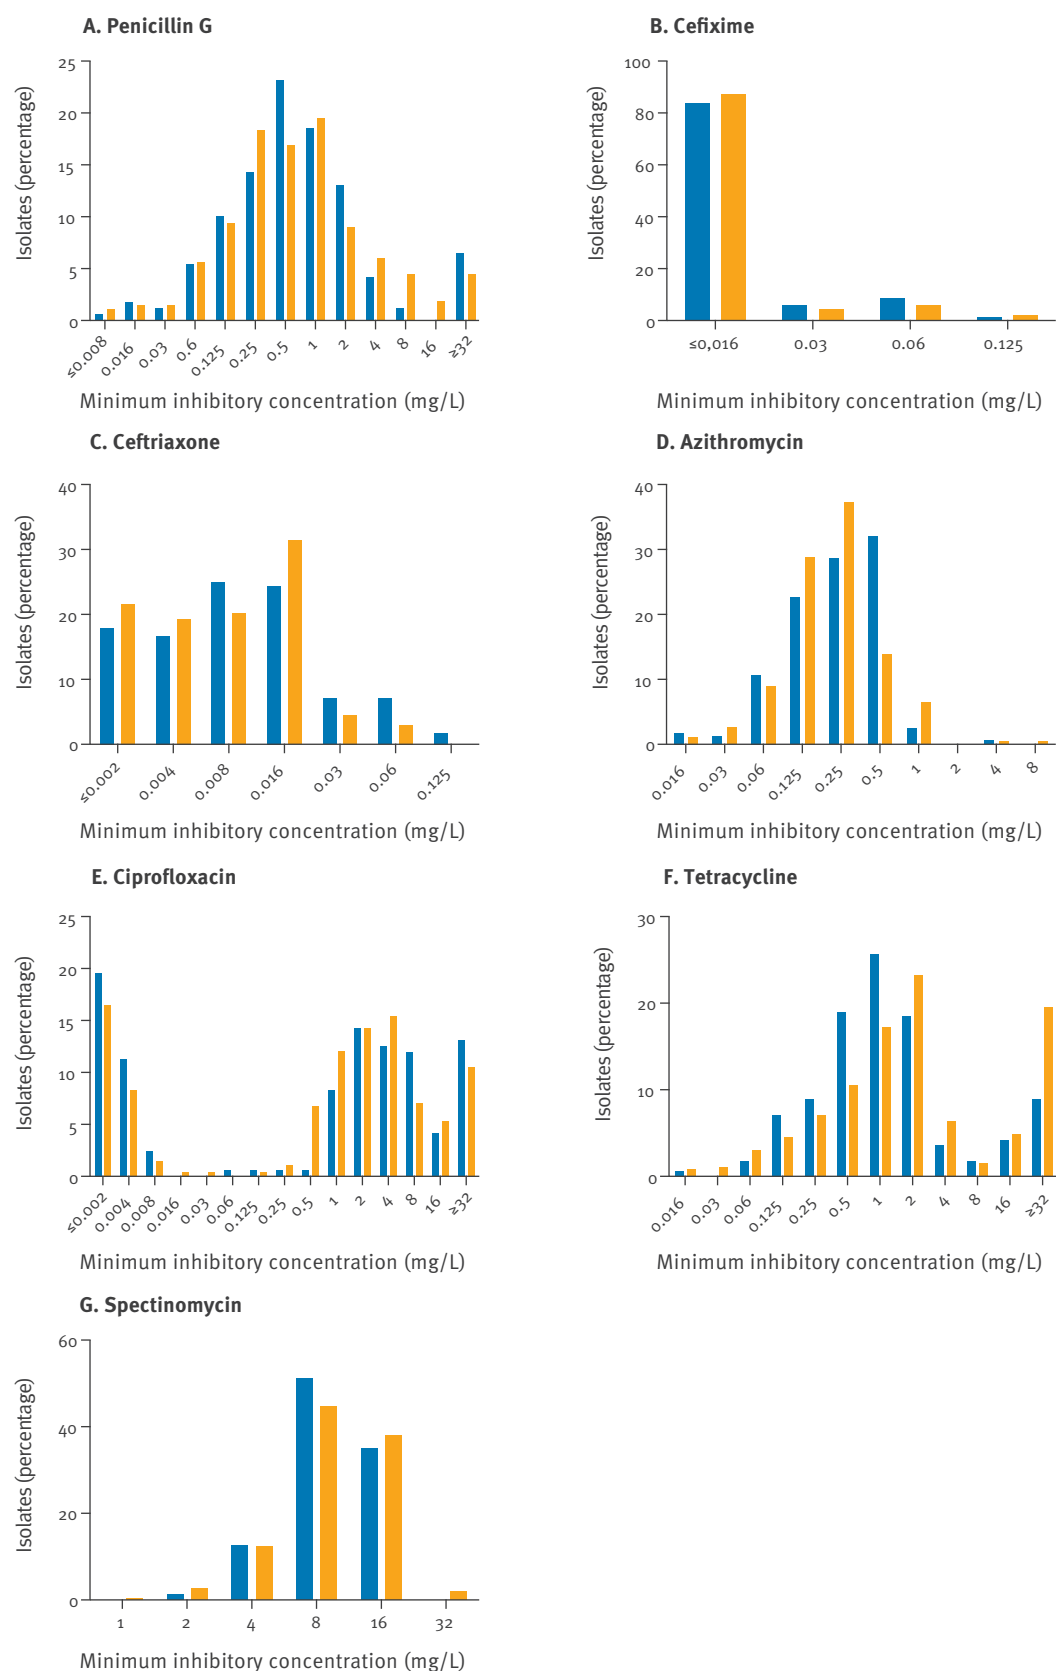 A. Penicillin G
25
20
15
10
5
0
Isolates (percentage)
≤0.008 0.016 0.03 0.6 0.125 0.25 0.5 1 2 4 8 16 ≥32
Minimum inhibitory concentration (mg/L)
B. Cefixime
100
80
60
40
20
0
Isolates (percentage)
≤0,016 0.03 0.06 0.125
Minimum inhibitory concentration (mg/L)
C. Ceftriaxone
40
30
20
10
0
Isolates (percentage)
≤0.002 0.004 0.008 0.016 0.03 0.06 0.125
Minimum inhibitory concentration (mg/L)
D. Azithromycin
40
30
20
10
0
Isolates (percentage)
0.016 0.03 0.06 0.125 0.25 0.5 1 2 4 8
Minimum inhibitory concentration (mg/L)
E. Ciprofloxacin
25
20
15
10
5
0
Isolates (percentage)
≤0.002 0.004 0.008 0.016 0.03 0.06 0.125 0.25 0.5 1 2 4 8 16 ≥32
Minimum inhibitory concentration (mg/L)
F. Tetracycline
30
20
10
0
Isolates (percentage)
0.016 0.03 0.06 0.125 0.25 0.5 1 2 4 8 16 ≥32
Minimum inhibitory concentration (mg/L)
G. Spectinomycin
60
40
20
0
Isolates (percentage)
1 2 4 8 16 32
Minimum inhibitory concentration (mg/L)